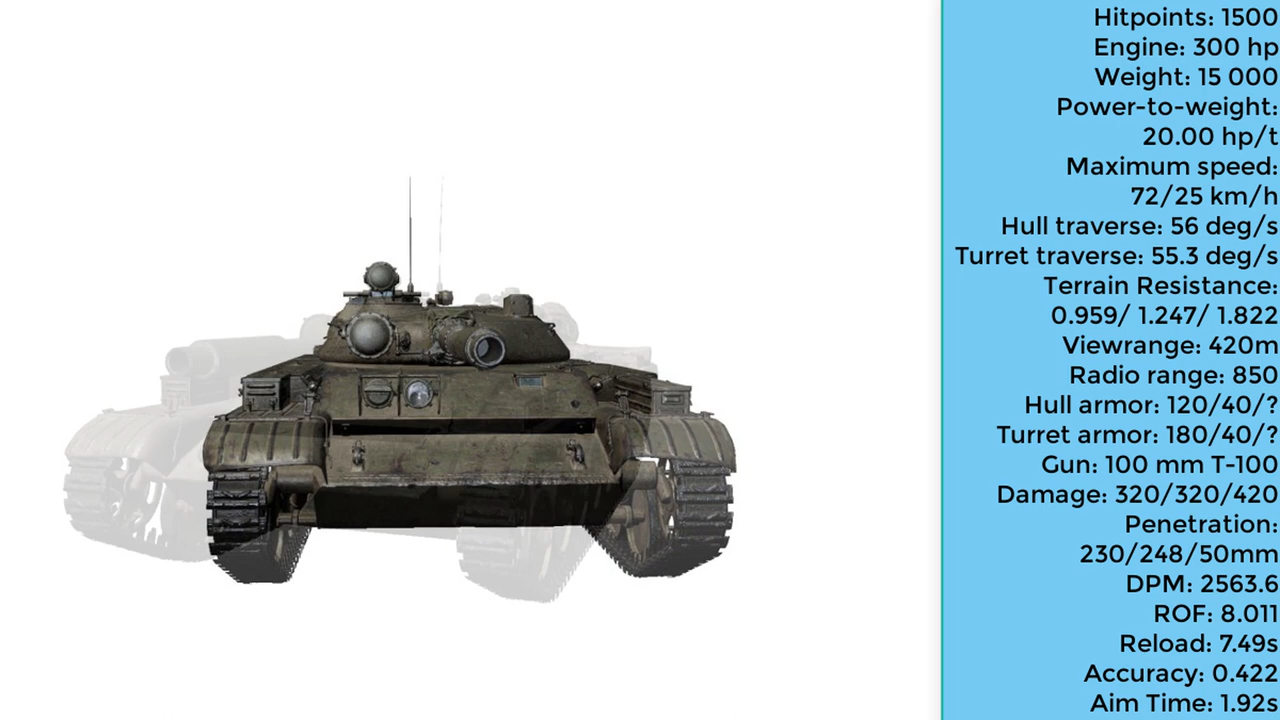 Hitpoints: 1500
Engine: 300 hp
Weight: 15 000
Power-to-weight:
20.00 hp/t
Maximum speed:
72/25 km/h
Hull traverse: 56 deg/s
Turret traverse: 55.3 deg/s
Terrain Resistance:
0.959/ 1.247/ 1.822
Viewrange: 420m
Radio range: 850
Hull armor: 120/40/?
Turret armor: 180/40/?
Gun: 100 mm T-100
Damage: 320/320/420
Penetration:
230/248/50mm
DPM: 2563.6
ROF: 8.011
Reload: 7.49s
Accuracy: 0.422
Aim Time: 1.92s